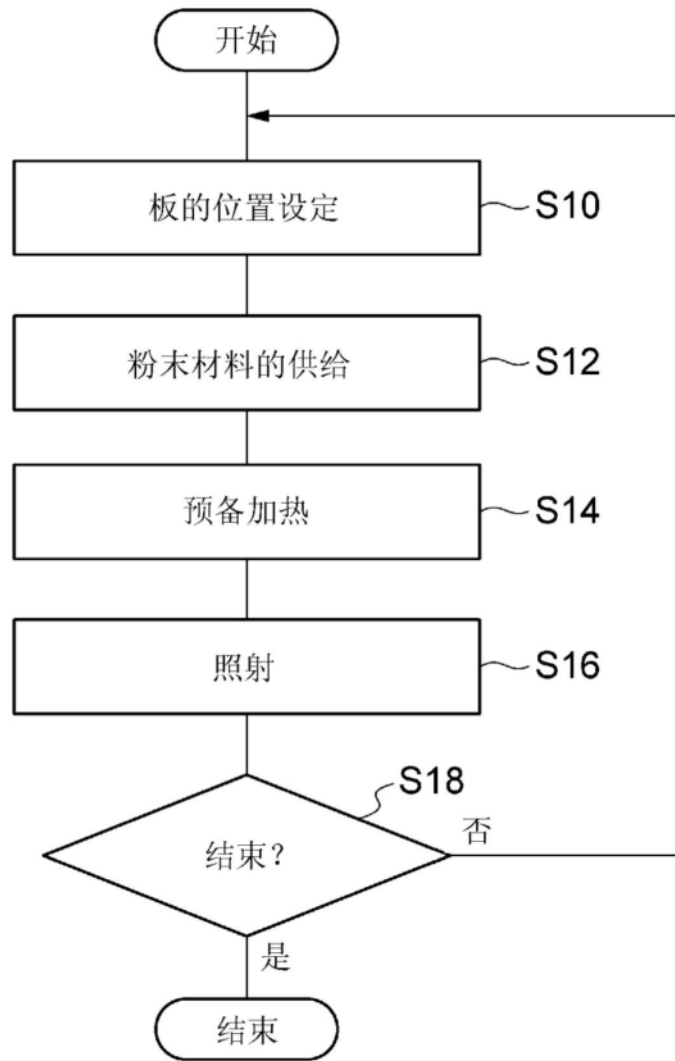 开始
板的位置设定
S10
粉末材料的供给
S12
预备加热
S14
照射
S16
S18
结束？
否
是
结束